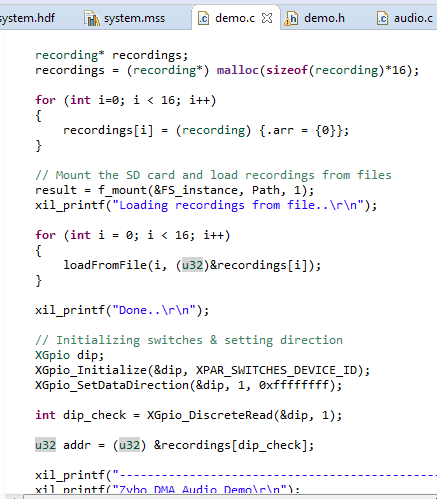 system.hdf system.mss demo.c demo.h audio.c
recording* recordings;
recordings = (recording*) malloc(sizeof(recording)*16);
for (int i=0; i < 16; i++)
{
recordings[i] = (recording) {.arr = {0}};
}
// Mount the SD card and load recordings from files
result = f_mount(&FS_instance, Path, 1);
xil_printf("Loading recordings from file..\r\n");
for (int i = 0; i < 16; i++)
{
loadFromFile(i, (u32)&recordings[i]);
}
xil_printf("Done..\r\n");
// Initializing switches & setting direction
XGpio dip;
XGpio_Initialize(&dip, XPAR_SWITCHES_DEVICE_ID);
XGpio_SetDataDirection(&dip, 1, 0xffffffff);
int dip_check = XGpio_DiscreteRead(&dip, 1);
u32 addr = (u32) &recordings[dip_check];
xil_printf("----------------------------------------
xil_printf("Zybo DMA Audio Demo\r\n");